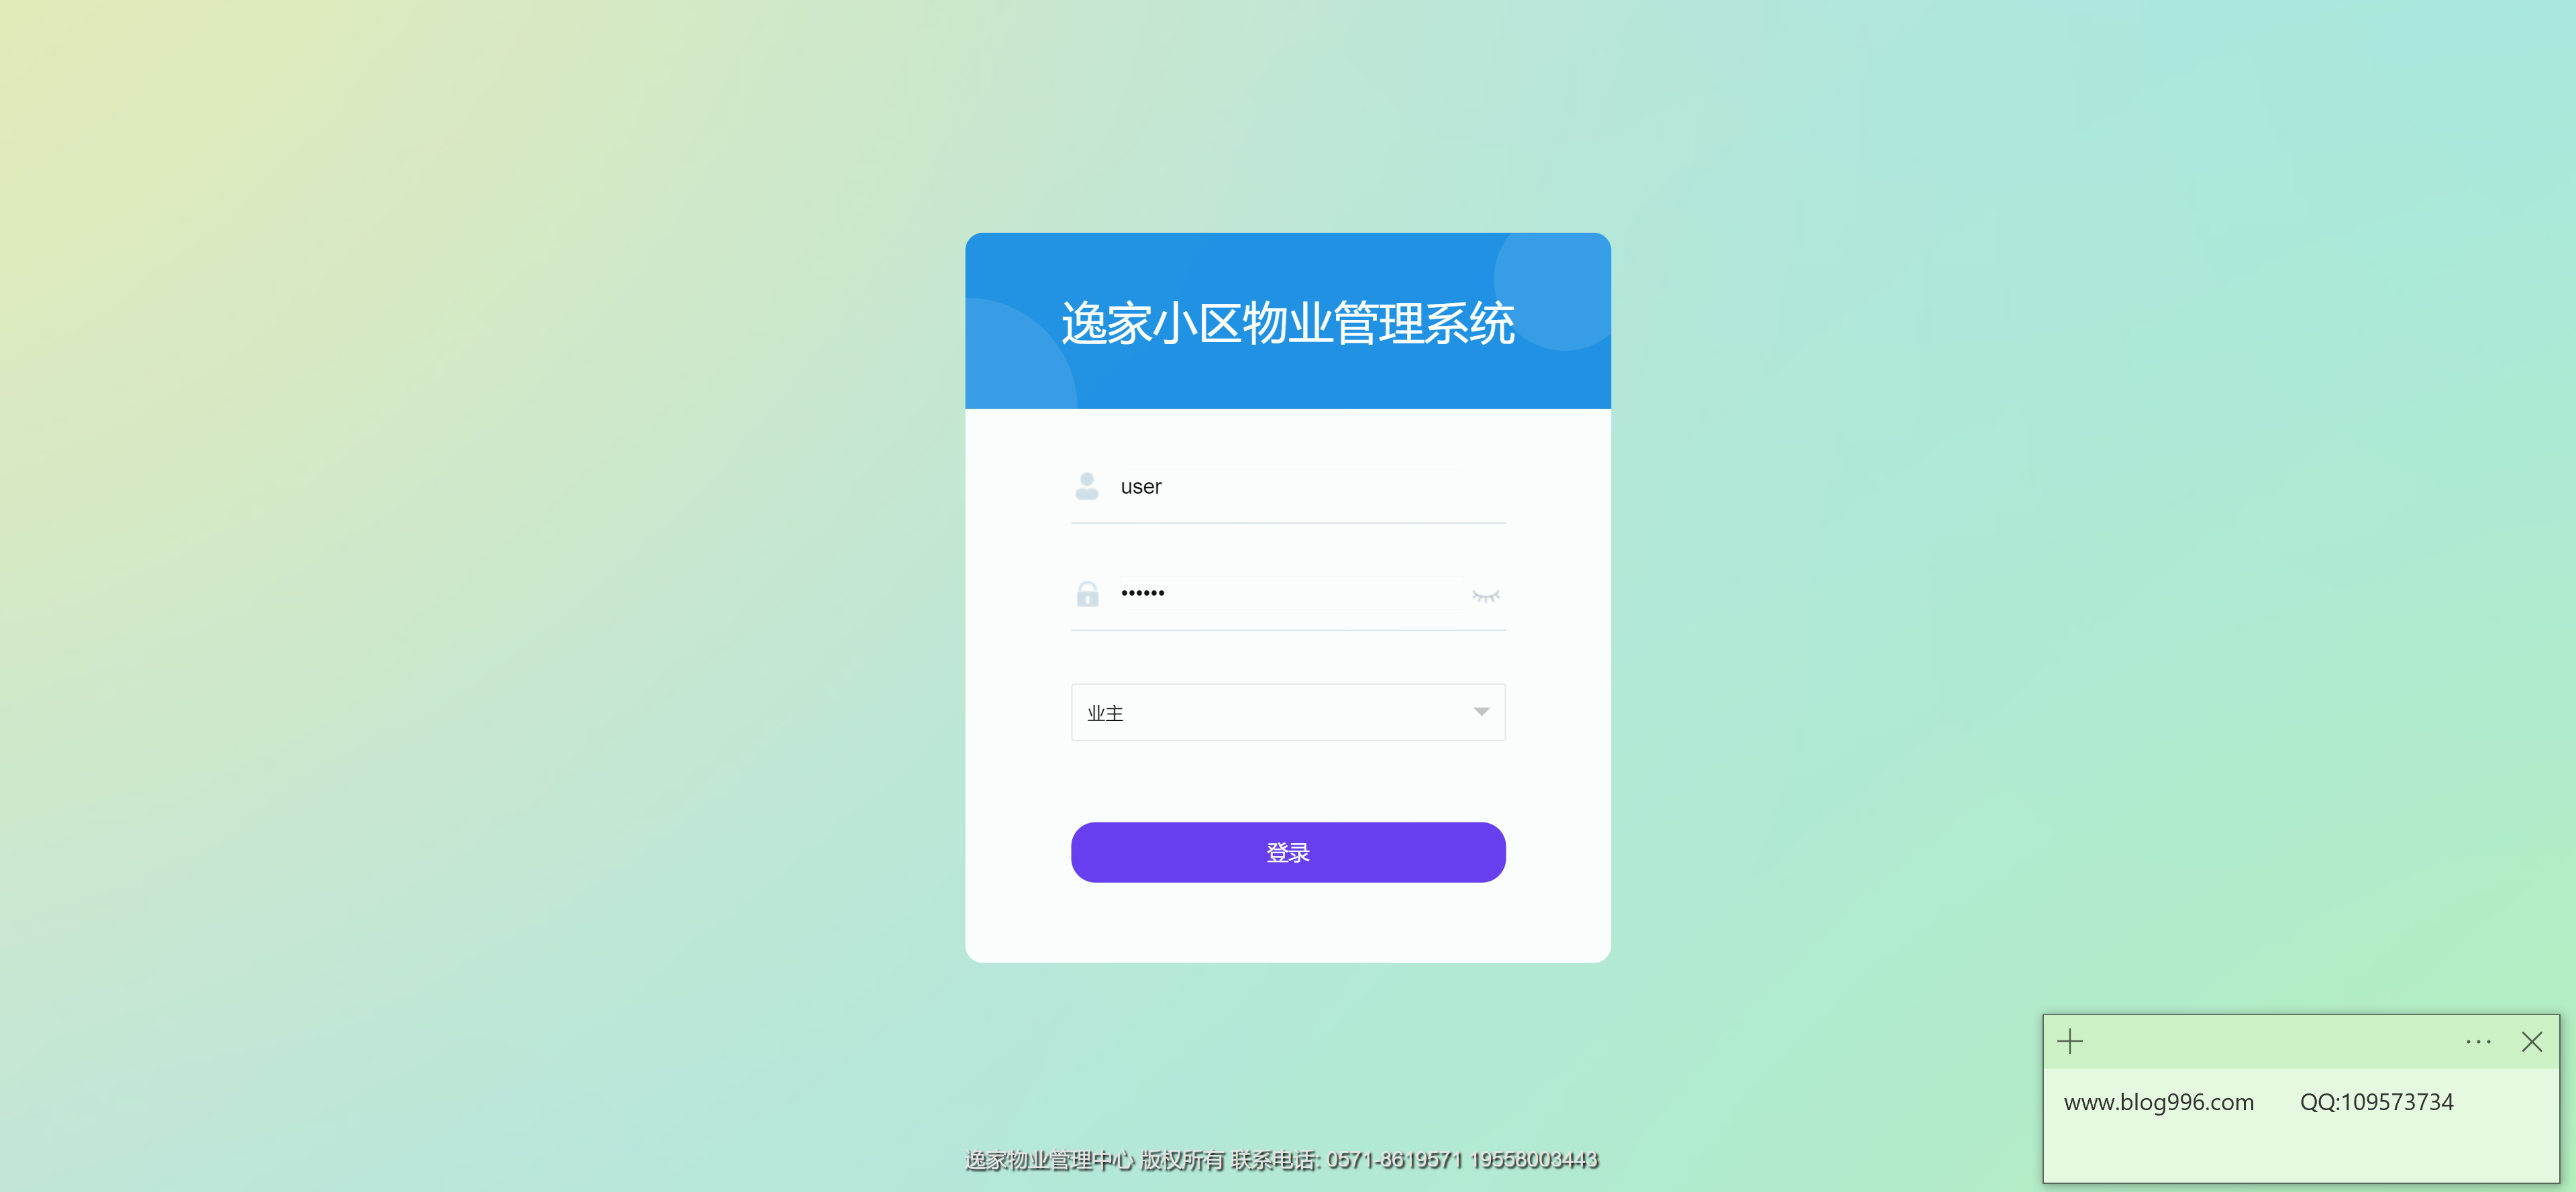 逸家小区物业管理系统
user
••••••
业主
登录
www.blog996.com QQ:109573734
逸家物业管理中心 版权所有 联系电话: 0571-8619571 19558003443